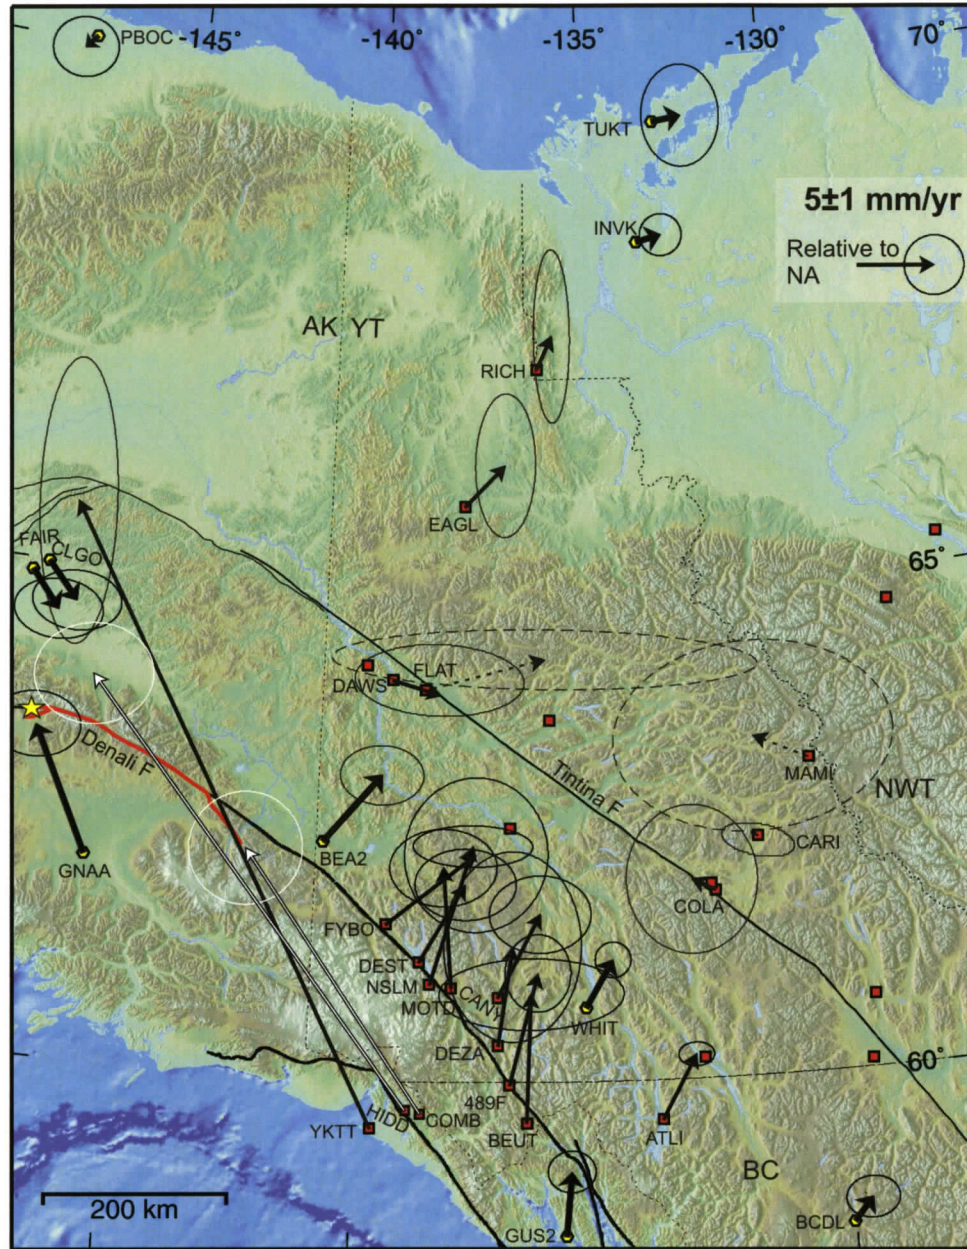 PBOC
-145°
-140°
-135°
-130°
70°
TUKT
5±1 mm/yr
INVK
Relative to
NA
AK YT
RICH
EAGL
FAIR
CLGO
65°
DAWS
FLAT
Denali F
Tintina F
MAMI
NWT
CARI
BEA2
GNAA
COLA
FYBO
DEST
NSLM
MOTD
CANY
WHIT
DEZA
60°
489F
HIDD
COMB
YKTT
BEUT
ATLI
BC
200 km
GUS2
BCDL